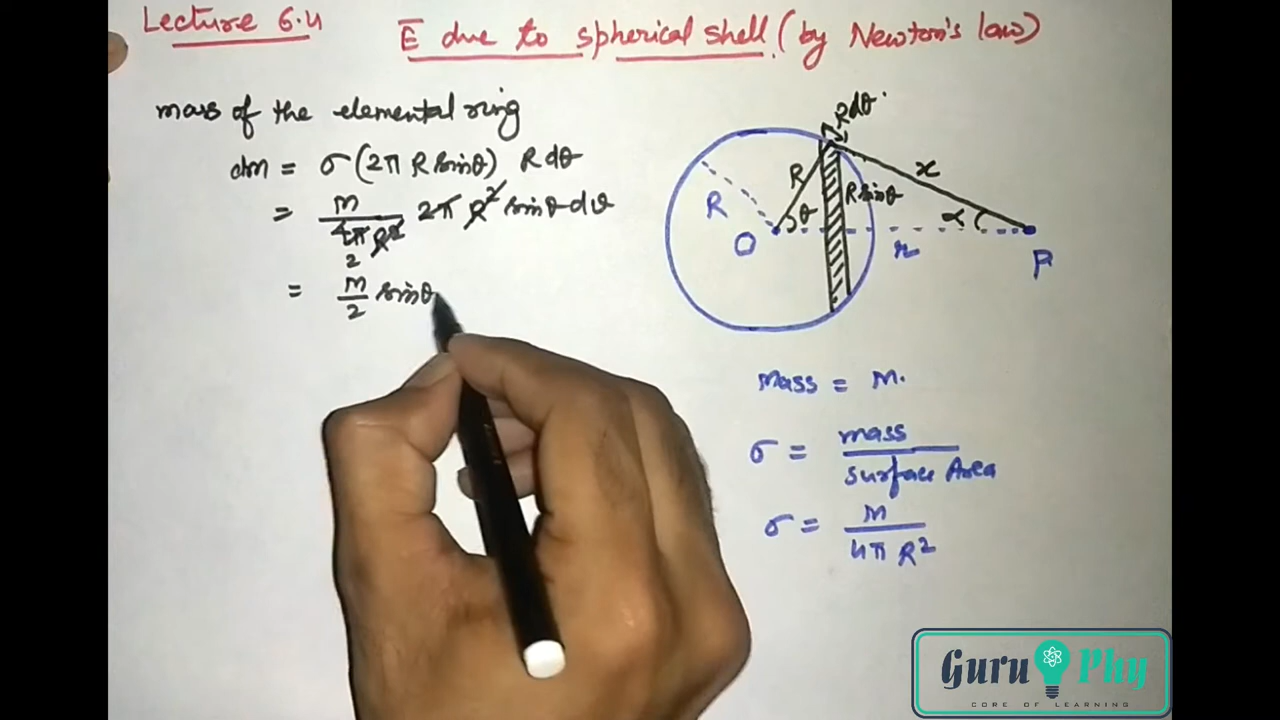 Lecture 6.4
E̅ due to spherical shell (by Newton's law)
mass of the elemental ring
dm = σ (2π R sinθ) R dθ
= M/4πR² 2π R² sinθ dθ
2
= M/2 sinθ
R dθ
R
R
θ
R sinθ
x
α
O
r
P
Mass = M.
σ = mass / surface Area
σ = M / 4π R²
Guru Phy
CORE OF LEARNING